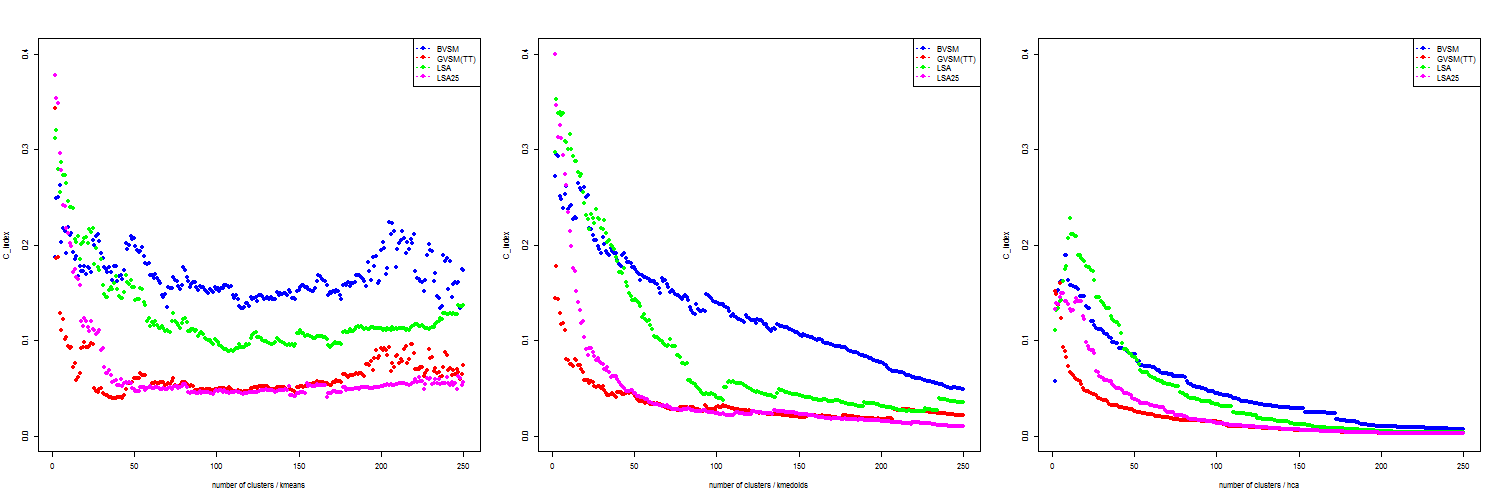 C_Index
0.0
0.1
0.2
0.3
0.4
0
50
100
150
200
250
number of clusters / kmeans
BVSM
GVSM(TT)
LSA
LSA25
C_Index
0.0
0.1
0.2
0.3
0.4
0
50
100
150
200
250
number of clusters / kmedoids
BVSM
GVSM(TT)
LSA
LSA25
C_Index
0.0
0.1
0.2
0.3
0.4
0
50
100
150
200
250
number of clusters / hca
BVSM
GVSM(TT)
LSA
LSA25